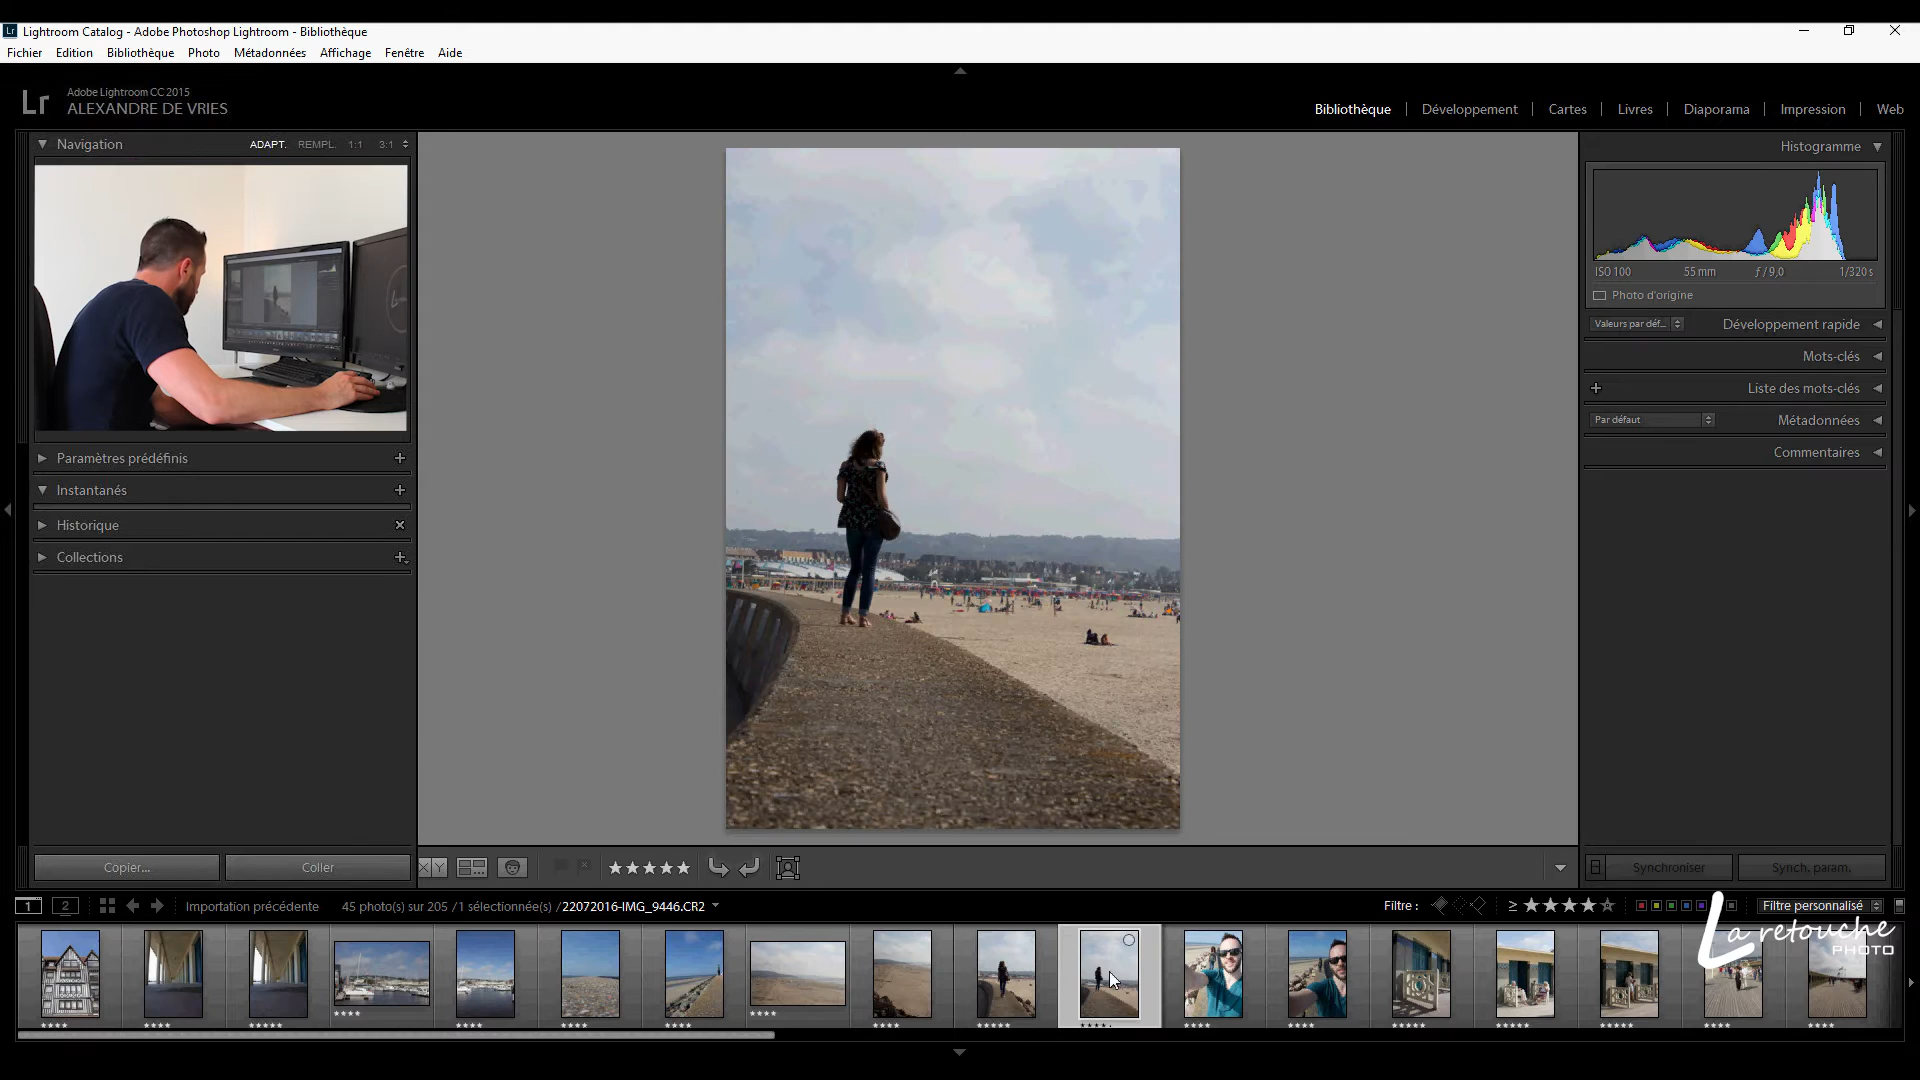 Lr Lightroom Catalog - Adobe Photoshop Lightroom - Bibliothèque
Fichier Edition Bibliothèque Photo Métadonnées Affichage Fenêtre Aide
Lr Adobe Lightroom CC 2015
ALEXANDRE DE VRIES
Bibliothèque | Développement | Cartes | Livres | Diaporama | Impression | Web
Navigation ADAPT. REMPL. 1:1 3:1
Histogramme
ISO 100 55 mm ƒ / 9,0 1/320 s
Photo d'origine
Valeurs par déf... Développement rapide
Mots-clés
Liste des mots-clés
Par défaut Métadonnées
Commentaires
Paramètres prédéfinis
Instantanés
Historique
Collections
Copier... Coller
X Y
Synchroniser Synch. param.
1 2 Importation précédente 45 photo(s) sur 205 /1 sélectionnée(s) /22072016-IMG_9446.CR2
Filtre : ≥ Filtre personnalisé
La retouche
PHOTO